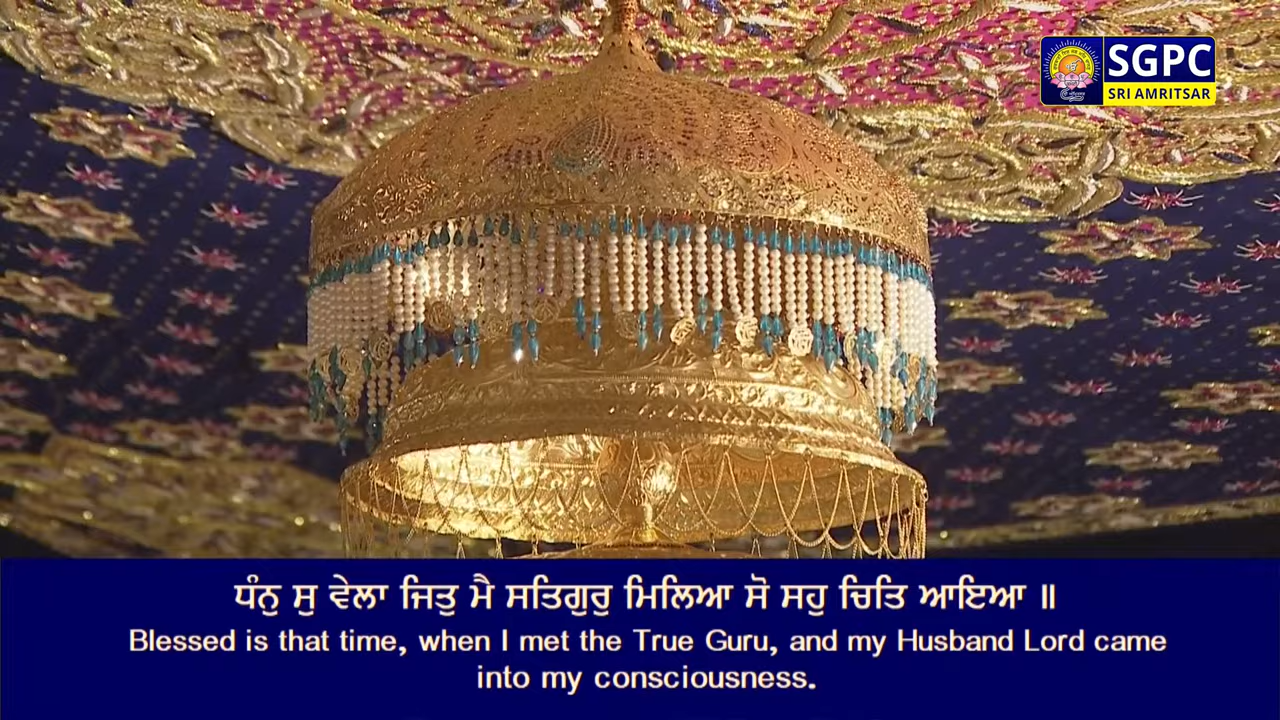 SGPC
SRI AMRITSAR
ਧੰਨੁ ਸੁ ਵੇਲਾ ਜਿਤੁ ਮੈ ਸਤਿਗੁਰੁ ਮਿਲਿਆ ਸੋ ਸਹੁ ਚਿਤਿ ਆਇਆ ॥
Blessed is that time, when I met the True Guru, and my Husband Lord came
into my consciousness.